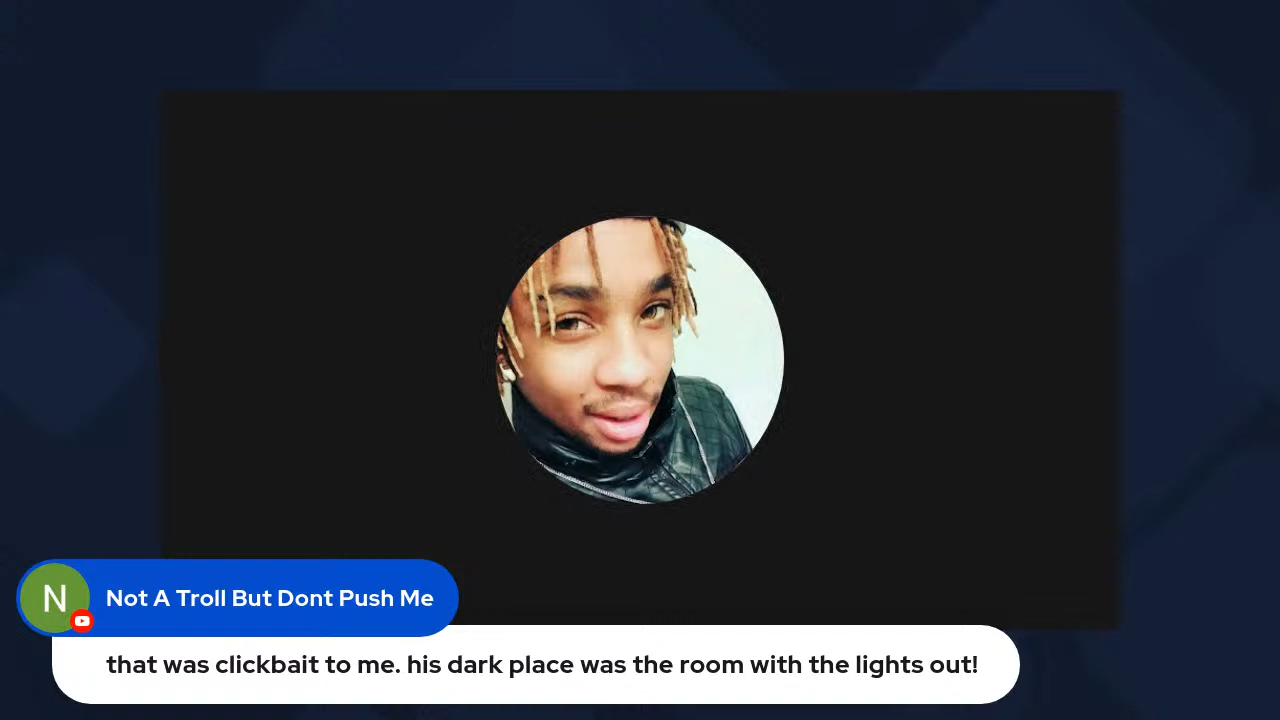 N
Not A Troll But Dont Push Me
that was clickbait to me. his dark place was the room with the lights out!